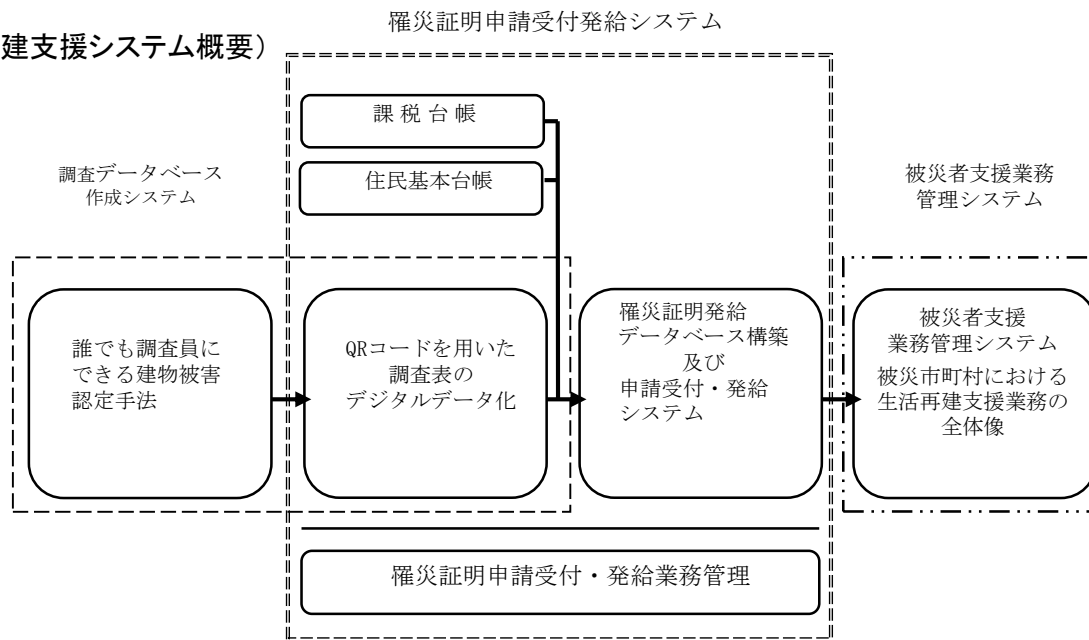 罹災証明申請受付発給システム
建支援システム概要）
課税台帳
住民基本台帳
調査データベース
作成システム
被災者支援業務
管理システム
誰でも調査員に
できる建物被害
認定手法
QRコードを用いた
調査表の
デジタルデータ化
罹災証明発給
データベース構築
及び
申請受付・発給
システム
被災者支援
業務管理システム
被災市町村における
生活再建支援業務の
全体像
罹災証明申請受付・発給業務管理